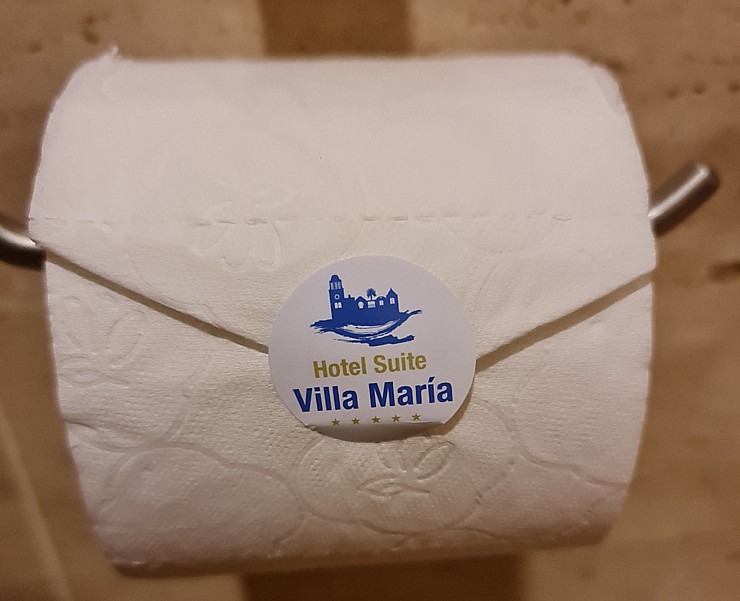 Hotel Suite
Villa María
★ ★ ★ ★ ★